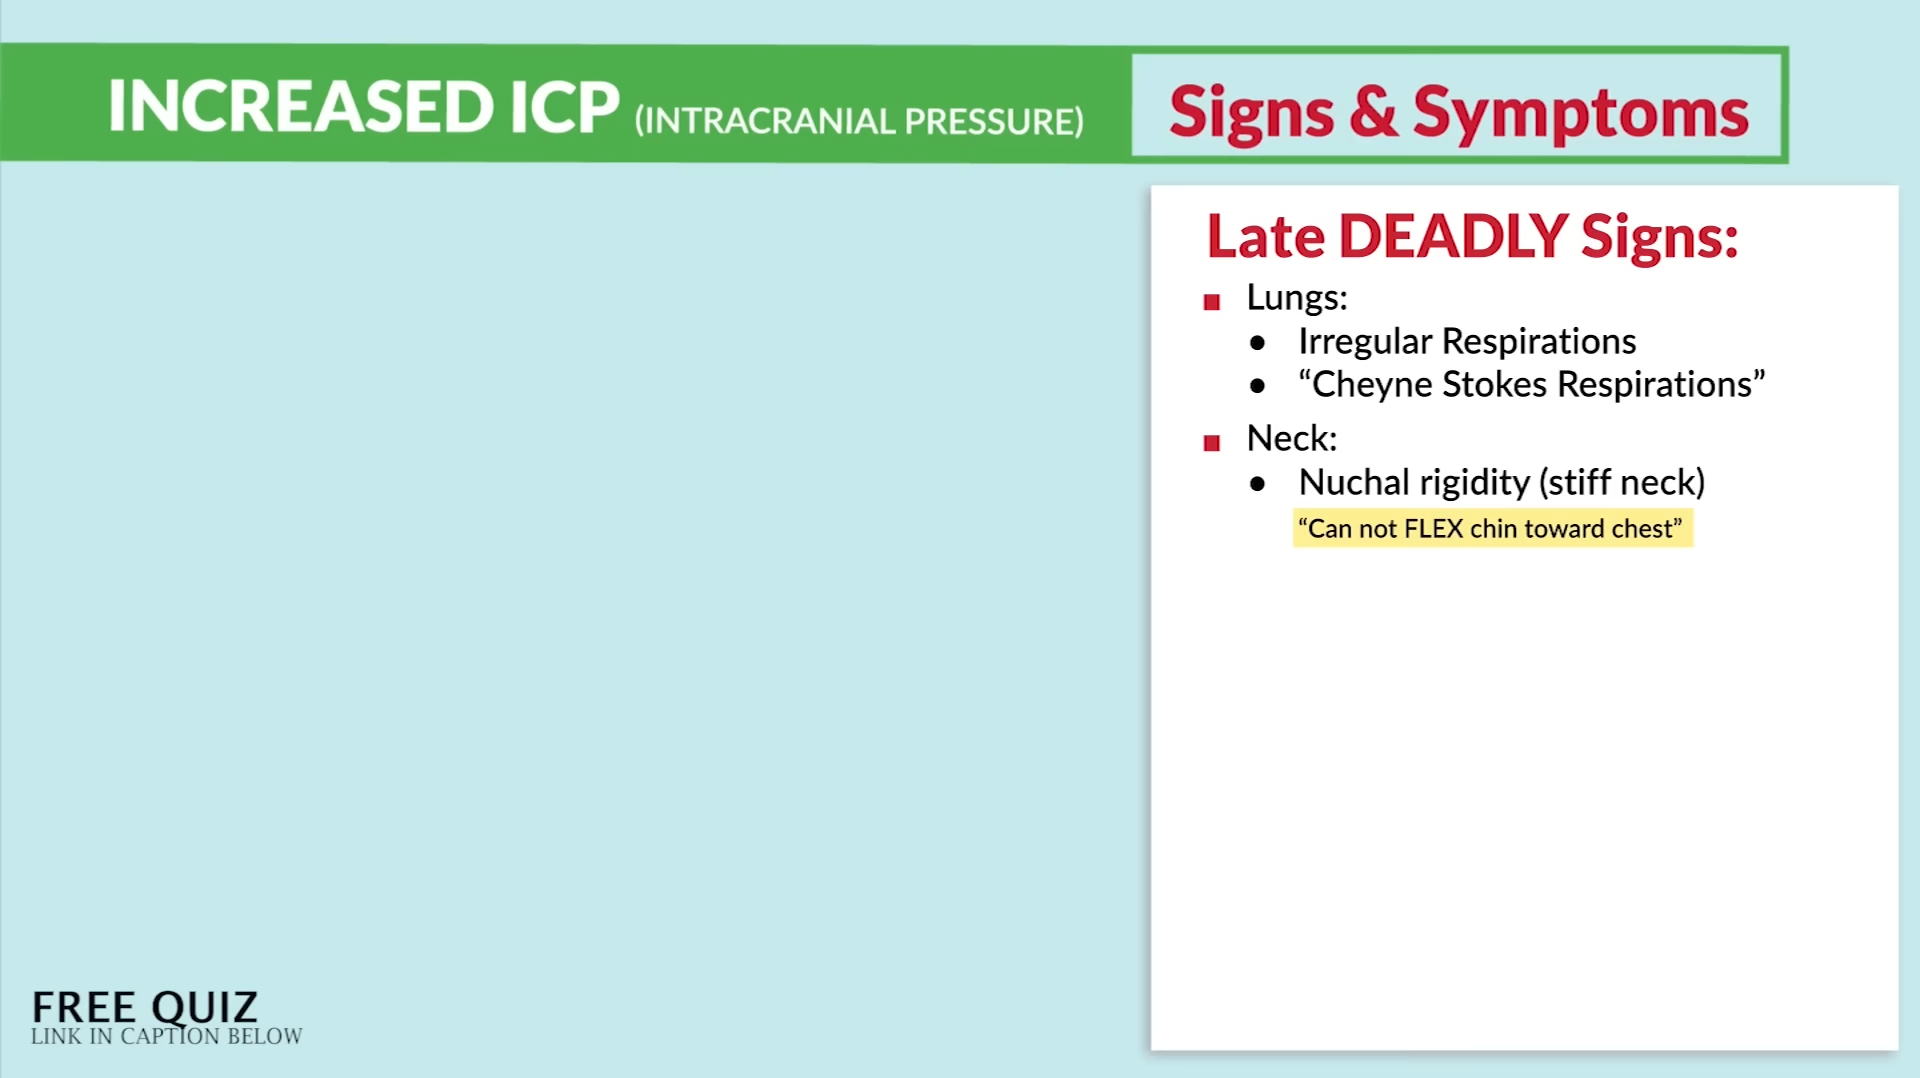 INCREASED ICP (INTRACRANIAL PRESSURE)
Signs & Symptoms
Late DEADLY Signs:
Lungs:
Irregular Respirations
“Cheyne Stokes Respirations”
Neck:
Nuchal rigidity (stiff neck)
“Can not FLEX chin toward chest”
FREE QUIZ
LINK IN CAPTION BELOW